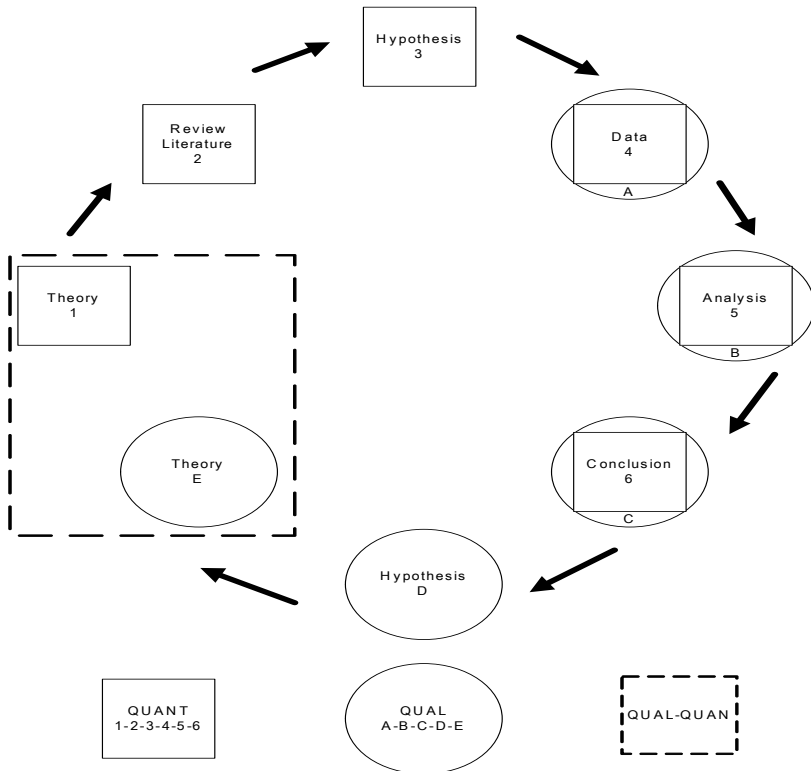 Hypothesis
3
Review
Literature
2
Data
4
A
Theory
1
Analysis
5
B
Theory
E
Conclusion
6
C
Hypothesis
D
QUANT
1-2-3-4-5-6
QUAL
A-B-C-D-E
QUAL-QUAN